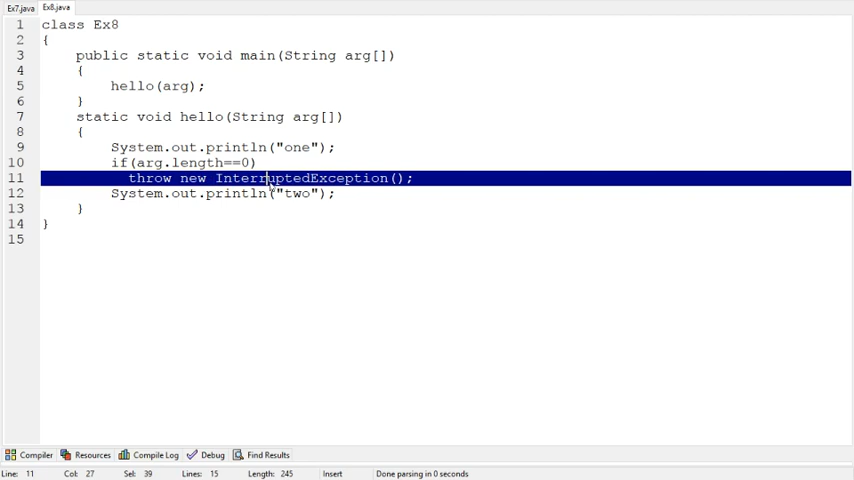 Ex7.java Ex8.java
1 class Ex8
2 {
3 public static void main(String arg[])
4 {
5 hello(arg);
6 }
7 static void hello(String arg[])
8 {
9 System.out.println("one");
10 if(arg.length==0)
11 throw new InterruptedException();
12 System.out.println("two");
13 }
14 }
15
Compiler Resources Compile Log Debug Find Results
Line: 11 Col: 27 Sel: 39 Lines: 15 Length: 245 Insert Done parsing in 0 seconds